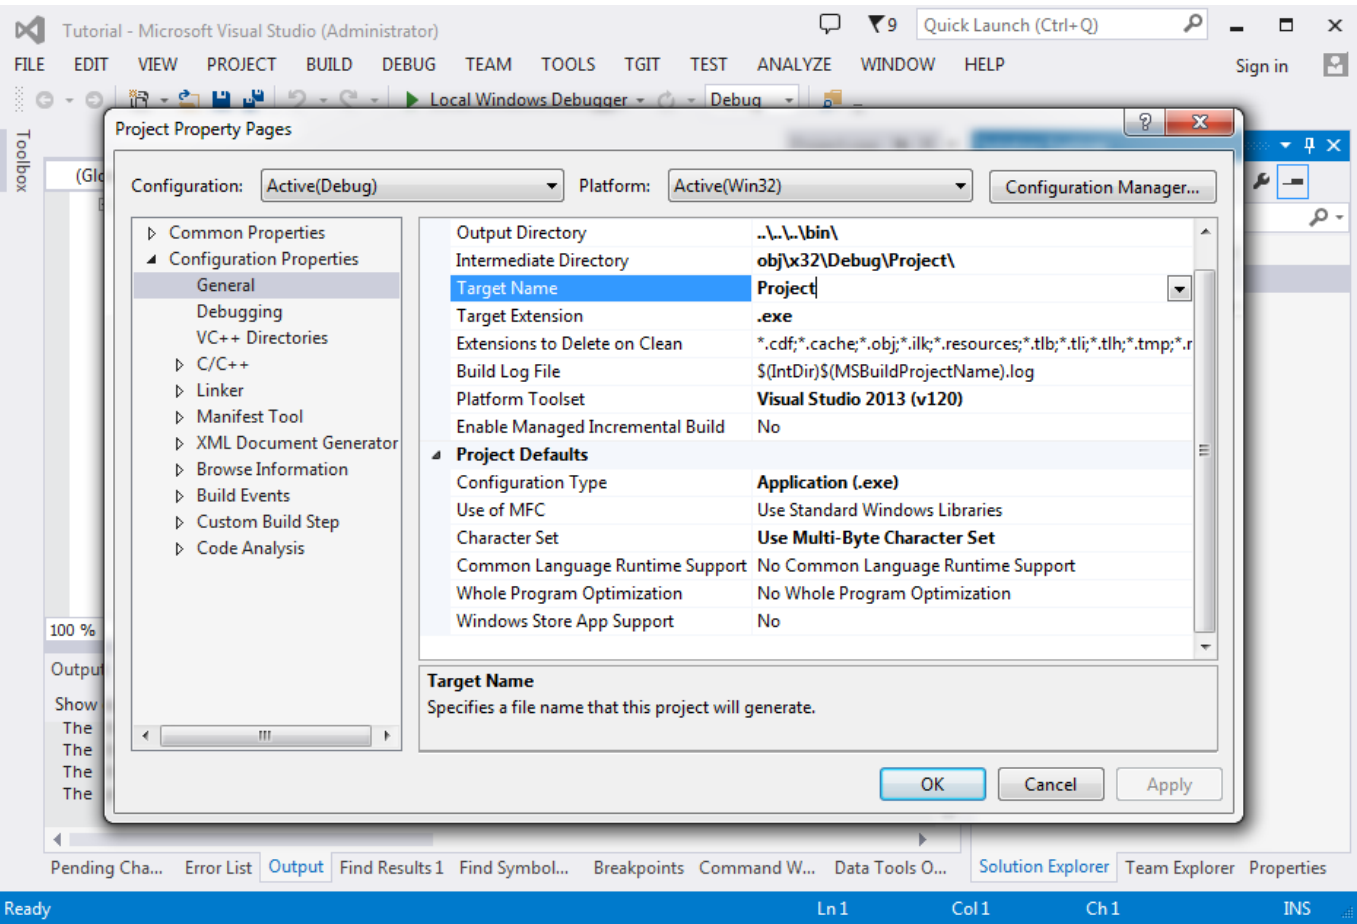 Tutorial - Microsoft Visual Studio (Administrator)
9
Quick Launch (Ctrl+Q)
FILE EDIT VIEW PROJECT BUILD DEBUG TEAM TOOLS TGIT TEST ANALYZE WINDOW HELP
Sign in
Local Windows Debugger
Debug
Toolbox
Project Property Pages
?
(Glo
Configuration: Active(Debug) Platform: Active(Win32) Configuration Manager...
Common Properties
Configuration Properties
General
Debugging
VC++ Directories
C/C++
Linker
Manifest Tool
XML Document Generator
Browse Information
Build Events
Custom Build Step
Code Analysis
Output Directory ..\..\..\bin\
Intermediate Directory obj\x32\Debug\Project\
Target Name Project
Target Extension .exe
Extensions to Delete on Clean *.cdf;*.cache;*.obj;*.ilk;*.resources;*.tlb;*.tli;*.tlh;*.tmp;*.r
Build Log File $(IntDir)$(MSBuildProjectName).log
Platform Toolset Visual Studio 2013 (v120)
Enable Managed Incremental Build No
Project Defaults
Configuration Type Application (.exe)
Use of MFC Use Standard Windows Libraries
Character Set Use Multi-Byte Character Set
Common Language Runtime Support No Common Language Runtime Support
Whole Program Optimization No Whole Program Optimization
Windows Store App Support No
Target Name
Specifies a file name that this project will generate.
OK Cancel Apply
100 %
Output
Show
The
The
The
The
Pending Cha... Error List Output Find Results 1 Find Symbol... Breakpoints Command W... Data Tools O... Solution Explorer Team Explorer Properties
Ready Ln 1 Col 1 Ch 1 INS